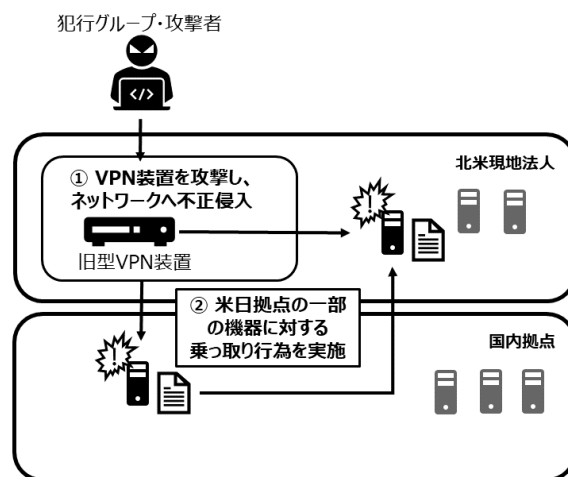 犯行グループ・攻撃者
</>
北米現地法人
① VPN装置を攻撃し、
ネットワークへ不正侵入
旧型VPN装置
② 米日拠点の一部
の機器に対する
乗っ取り行為を実施
国内拠点